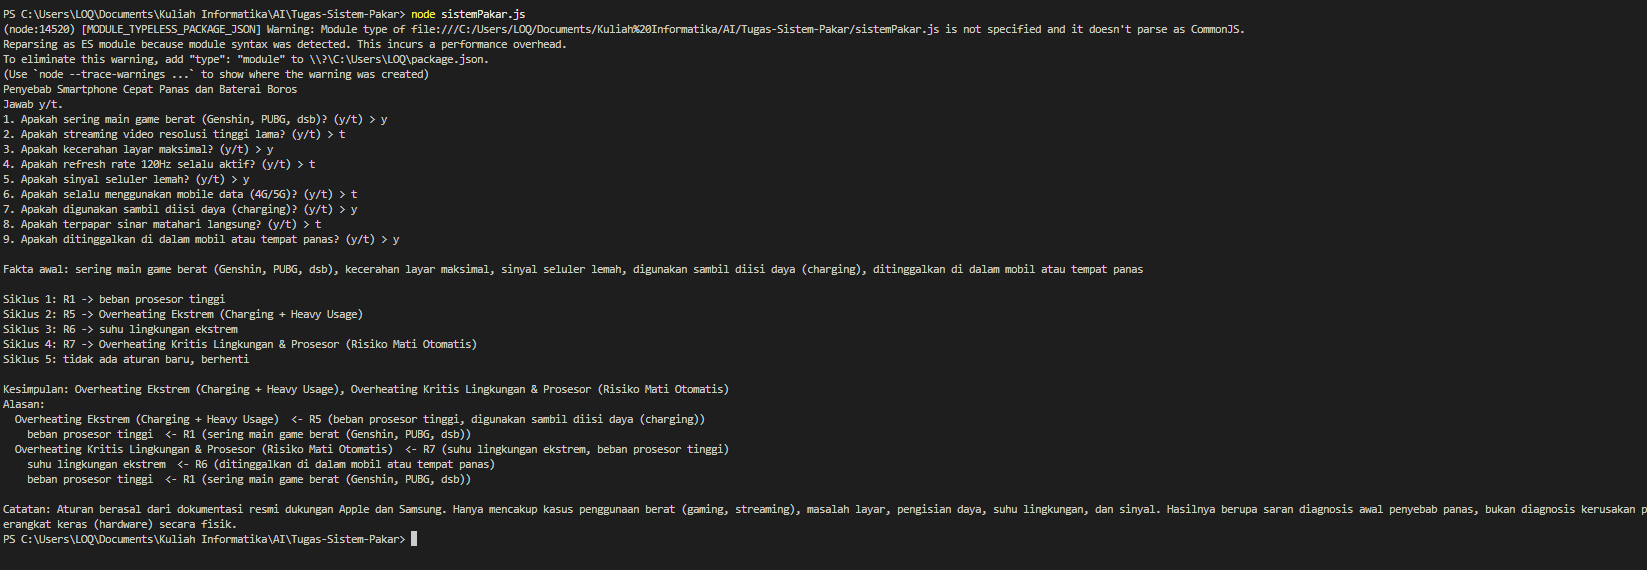 PS C:\Users\LOQ\Documents\Kuliah Informatika\AI\Tugas-Sistem-Pakar> node sistemPakar.js
(node:14520) [MODULE_TYPELESS_PACKAGE_JSON] Warning: Module type of file:///C:/Users/LOQ/Documents/Kuliah%20Informatika/AI/Tugas-Sistem-Pakar/sistemPakar.js is not specified and it doesn't parse as CommonJS.
Reparsing as ES module because module syntax was detected. This incurs a performance overhead.
To eliminate this warning, add "type": "module" to \\?\C:\Users\LOQ\package.json.
(Use `node --trace-warnings ...` to show where the warning was created)
Penyebab Smartphone Cepat Panas dan Baterai Boros
Jawab y/t.
1. Apakah sering main game berat (Genshin, PUBG, dsb)? (y/t) > y
2. Apakah streaming video resolusi tinggi lama? (y/t) > t
3. Apakah kecerahan layar maksimal? (y/t) > y
4. Apakah refresh rate 120Hz selalu aktif? (y/t) > t
5. Apakah sinyal seluler lemah? (y/t) > y
6. Apakah selalu menggunakan mobile data (4G/5G)? (y/t) > t
7. Apakah digunakan sambil diisi daya (charging)? (y/t) > y
8. Apakah terpapar sinar matahari langsung? (y/t) > t
9. Apakah ditinggalkan di dalam mobil atau tempat panas? (y/t) > y
Fakta awal: sering main game berat (Genshin, PUBG, dsb), kecerahan layar maksimal, sinyal seluler lemah, digunakan sambil diisi daya (charging), ditinggalkan di dalam mobil atau tempat panas
Siklus 1: R1 -> beban prosesor tinggi
Siklus 2: R5 -> Overheating Ekstrem (Charging + Heavy Usage)
Siklus 3: R6 -> suhu lingkungan ekstrem
Siklus 4: R7 -> Overheating Kritis Lingkungan & Prosesor (Risiko Mati Otomatis)
Siklus 5: tidak ada aturan baru, berhenti
Kesimpulan: Overheating Ekstrem (Charging + Heavy Usage), Overheating Kritis Lingkungan & Prosesor (Risiko Mati Otomatis)
Alasan:
  Overheating Ekstrem (Charging + Heavy Usage)  <- R5 (beban prosesor tinggi, digunakan sambil diisi daya (charging))
    beban prosesor tinggi  <- R1 (sering main game berat (Genshin, PUBG, dsb))
  Overheating Kritis Lingkungan & Prosesor (Risiko Mati Otomatis)  <- R7 (suhu lingkungan ekstrem, beban prosesor tinggi)
    suhu lingkungan ekstrem  <- R6 (ditinggalkan di dalam mobil atau tempat panas)
    beban prosesor tinggi  <- R1 (sering main game berat (Genshin, PUBG, dsb))
Catatan: Aturan berasal dari dokumentasi resmi dukungan Apple dan Samsung. Hanya mencakup kasus penggunaan berat (gaming, streaming), masalah layar, pengisian daya, suhu lingkungan, dan sinyal. Hasilnya berupa saran diagnosis awal penyebab panas, bukan diagnosis kerusakan p
erangkat keras (hardware) secara fisik.
PS C:\Users\LOQ\Documents\Kuliah Informatika\AI\Tugas-Sistem-Pakar>